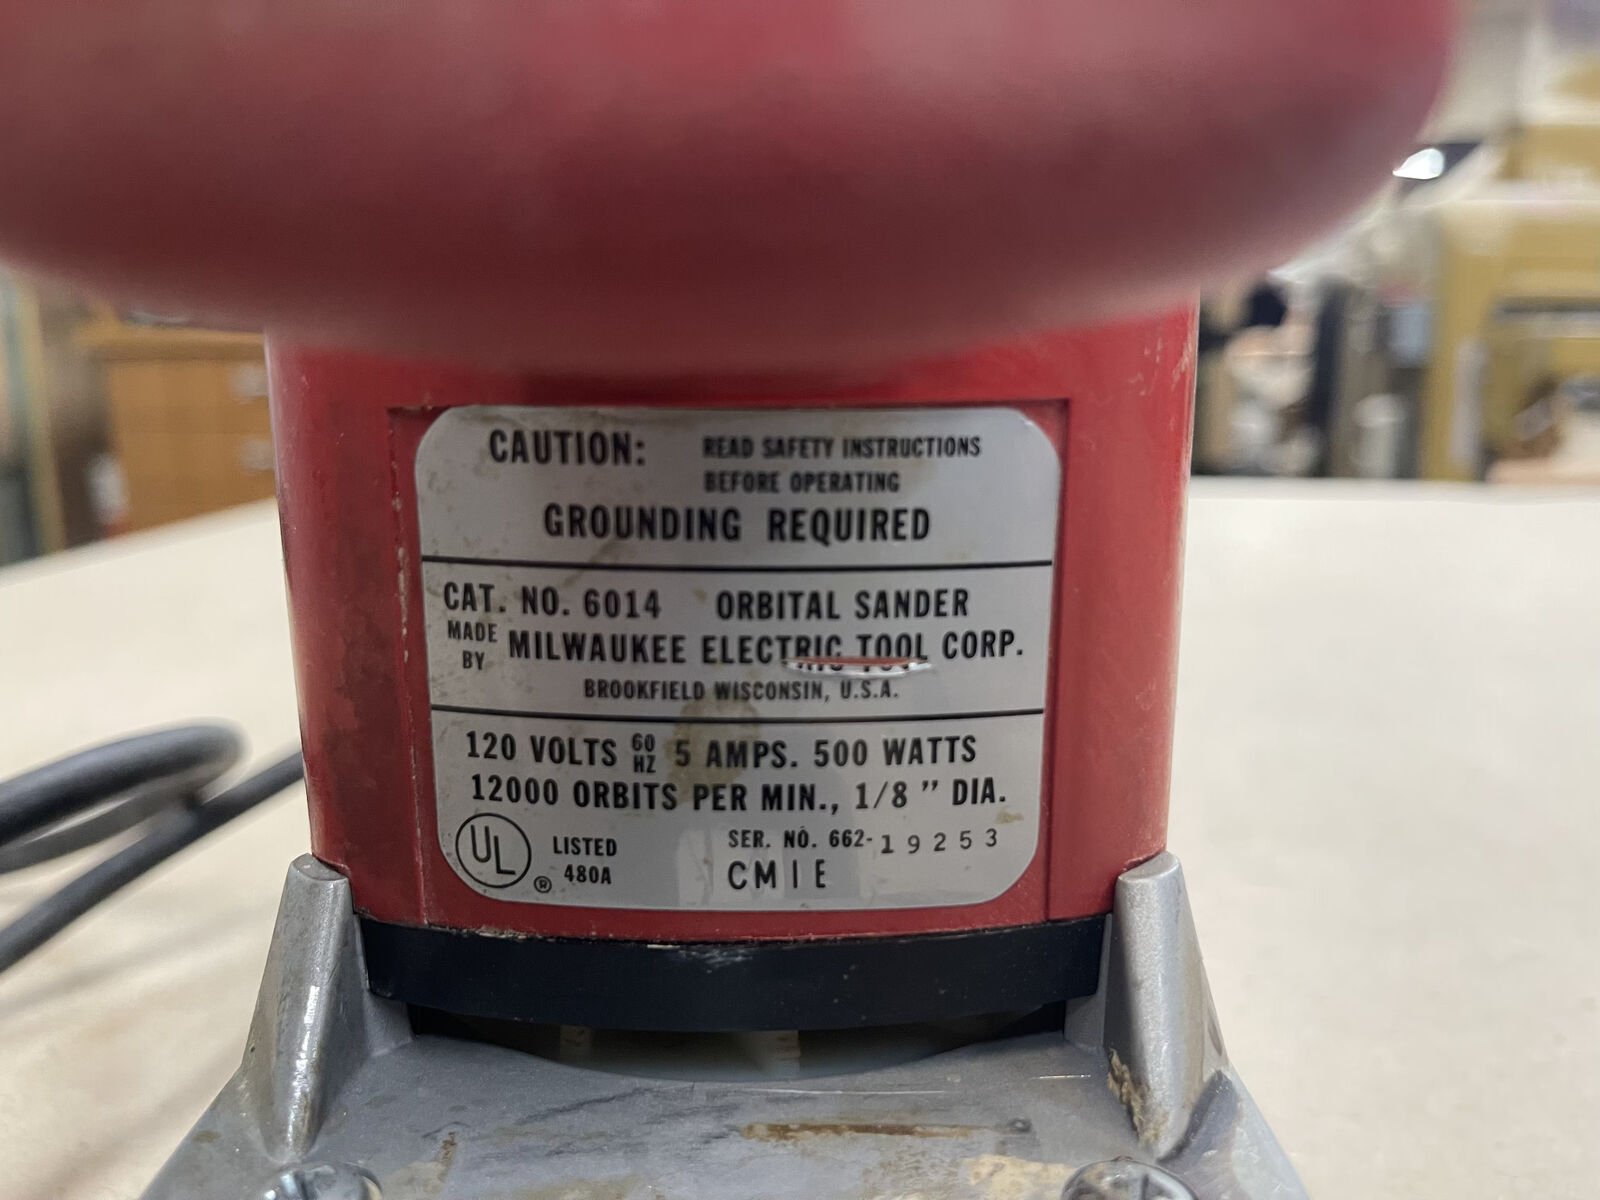 CAUTION: READ SAFETY INSTRUCTIONS
BEFORE OPERATING
GROUNDING REQUIRED
CAT. NO. 6014 ORBITAL SANDER
MADE BY MILWAUKEE ELECTRIC TOOL CORP.
BROOKFIELD WISCONSIN, U.S.A.
120 VOLTS 60 HZ 5 AMPS. 500 WATTS
12000 ORBITS PER MIN., 1/8 " DIA.
UL ® LISTED 480A
SER. NO. 662-19253
CMIE